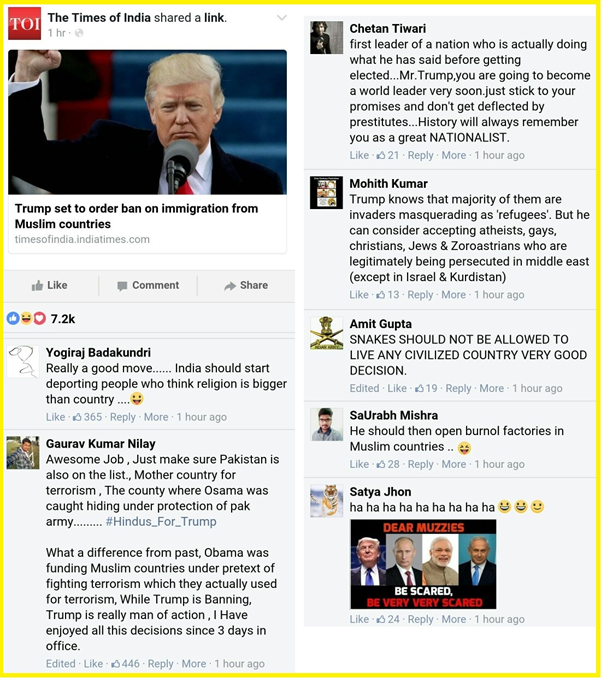 TOI
The Times of India shared a link.
1 hr ·
Trump set to order ban on immigration from
Muslim countries
timesofindia.indiatimes.com
Like Comment Share
7.2k
Yogiraj Badakundri
Really a good move...... India should start
deporting people who think religion is bigger
than country ....😜
Like · 365 · Reply · More · 1 hour ago
Gaurav Kumar Nilay
Awesome Job , Just make sure Pakistan is
also on the list., Mother country for
terrorism , The county where Osama was
caught hiding under protection of pak
army......... #Hindus_For_Trump
What a difference from past, Obama was
funding Muslim countries under pretext of
fighting terrorism which they actually used
for terrorism, While Trump is Banning,
Trump is really man of action , I Have
enjoyed all this decisions since 3 days in
office.
Edited · Like · 446 · Reply · More · 1 hour ago
Chetan Tiwari
first leader of a nation who is actually doing
what he has said before getting
elected...Mr.Trump,you are going to become
a world leader very soon.just stick to your
promises and don't get deflected by
prestitutes...History will always remember
you as a great NATIONALIST.
Like · 21 · Reply · More · 1 hour ago
Mohith Kumar
Trump knows that majority of them are
invaders masquerading as 'refugees'. But he
can consider accepting atheists, gays,
christians, Jews & Zoroastrians who are
legitimately being persecuted in middle east
(except in Israel & Kurdistan)
Like · 13 · Reply · More · 1 hour ago
Amit Gupta
SNAKES SHOULD NOT BE ALLOWED TO
LIVE ANY CIVILIZED COUNTRY VERY GOOD
DECISION.
Edited · Like · 19 · Reply · More · 1 hour ago
SaUrabh Mishra
He should then open burnol factories in
Muslim countries .. 😝
Like · 28 · Reply · More · 1 hour ago
Satya Jhon
ha ha ha ha ha ha ha ha ha 😀😀😉
DEAR MUZZIES
BE SCARED,
BE VERY VERY SCARED
Like · 24 · Reply · More · 1 hour ago